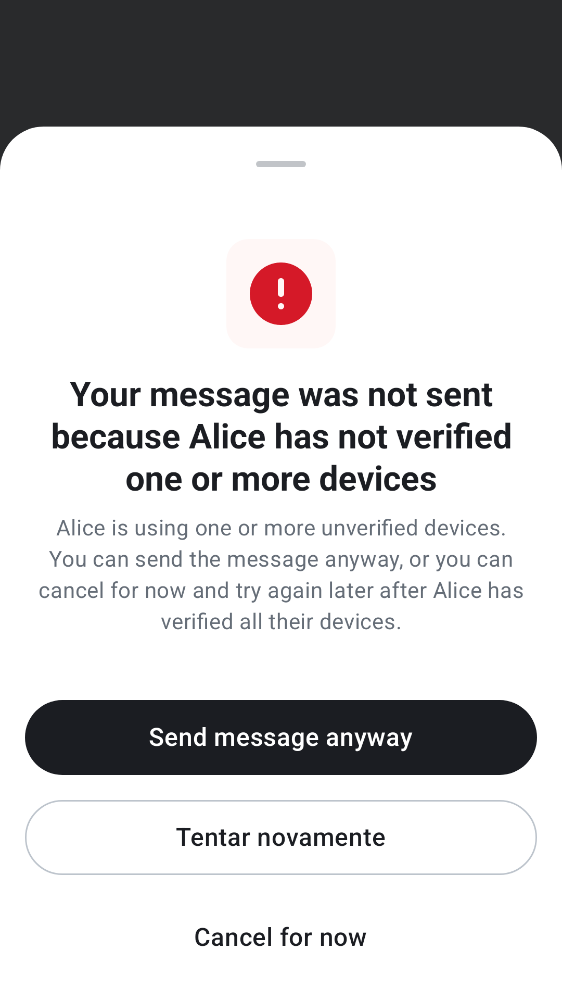 Your message was not sent
because Alice has not verified
one or more devices
Alice is using one or more unverified devices.
You can send the message anyway, or you can
cancel for now and try again later after Alice has
verified all their devices.
Send message anyway
Tentar novamente
Cancel for now